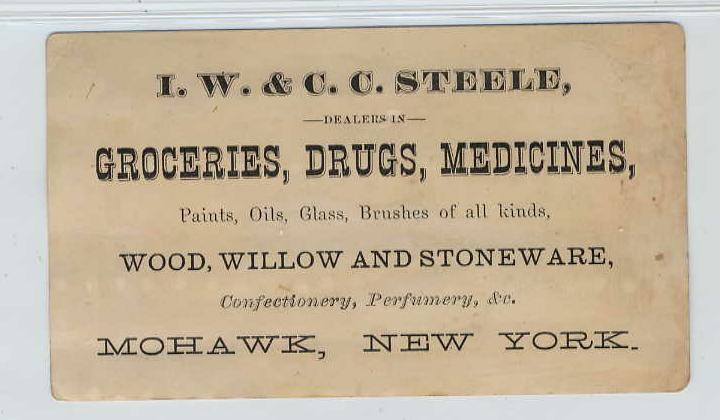 I. W. & C. C. STEELE,
—DEALERS IN—
GROCERIES, DRUGS, MEDICINES,
Paints, Oils, Glass, Brushes of all kinds,
WOOD, WILLOW AND STONEWARE,
Confectionery, Perfumery, &c.
MOHAWK, NEW YORK.